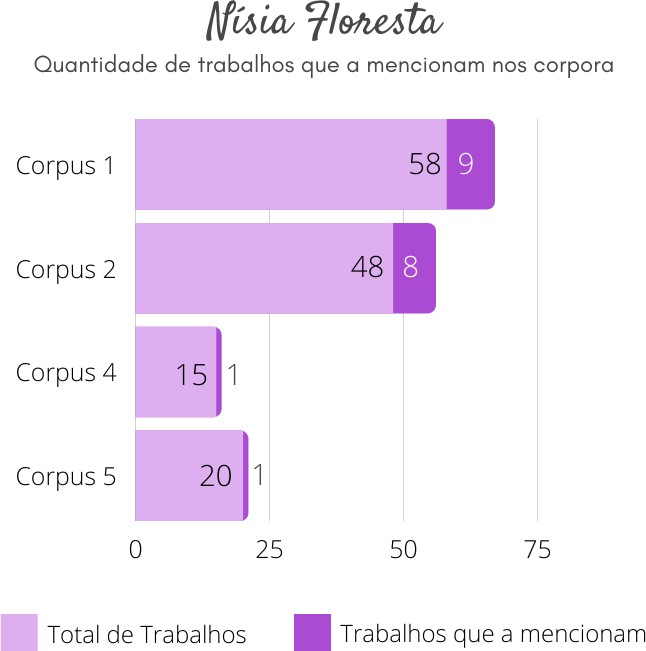 Nísia Floresta
Quantidade de trabalhos que a mencionam nos corpora
Corpus 1 58 9
Corpus 2 48 8
Corpus 4 15 1
Corpus 5 20 1
0 25 50 75
Total de Trabalhos Trabalhos que a mencionam